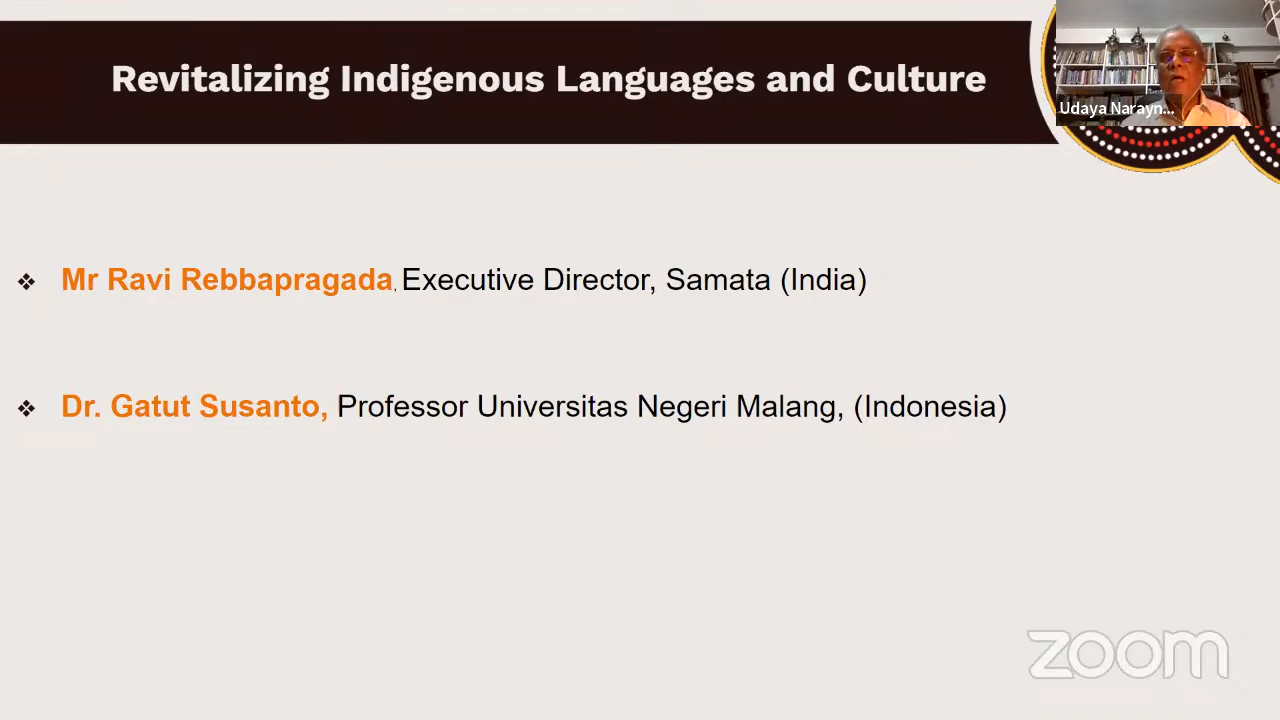 Revitalizing Indigenous Languages and Culture
Udaya Narayn...
❖ Mr Ravi Rebbapragada, Executive Director, Samata (India)
❖ Dr. Gatut Susanto, Professor Universitas Negeri Malang, (Indonesia)
zoom